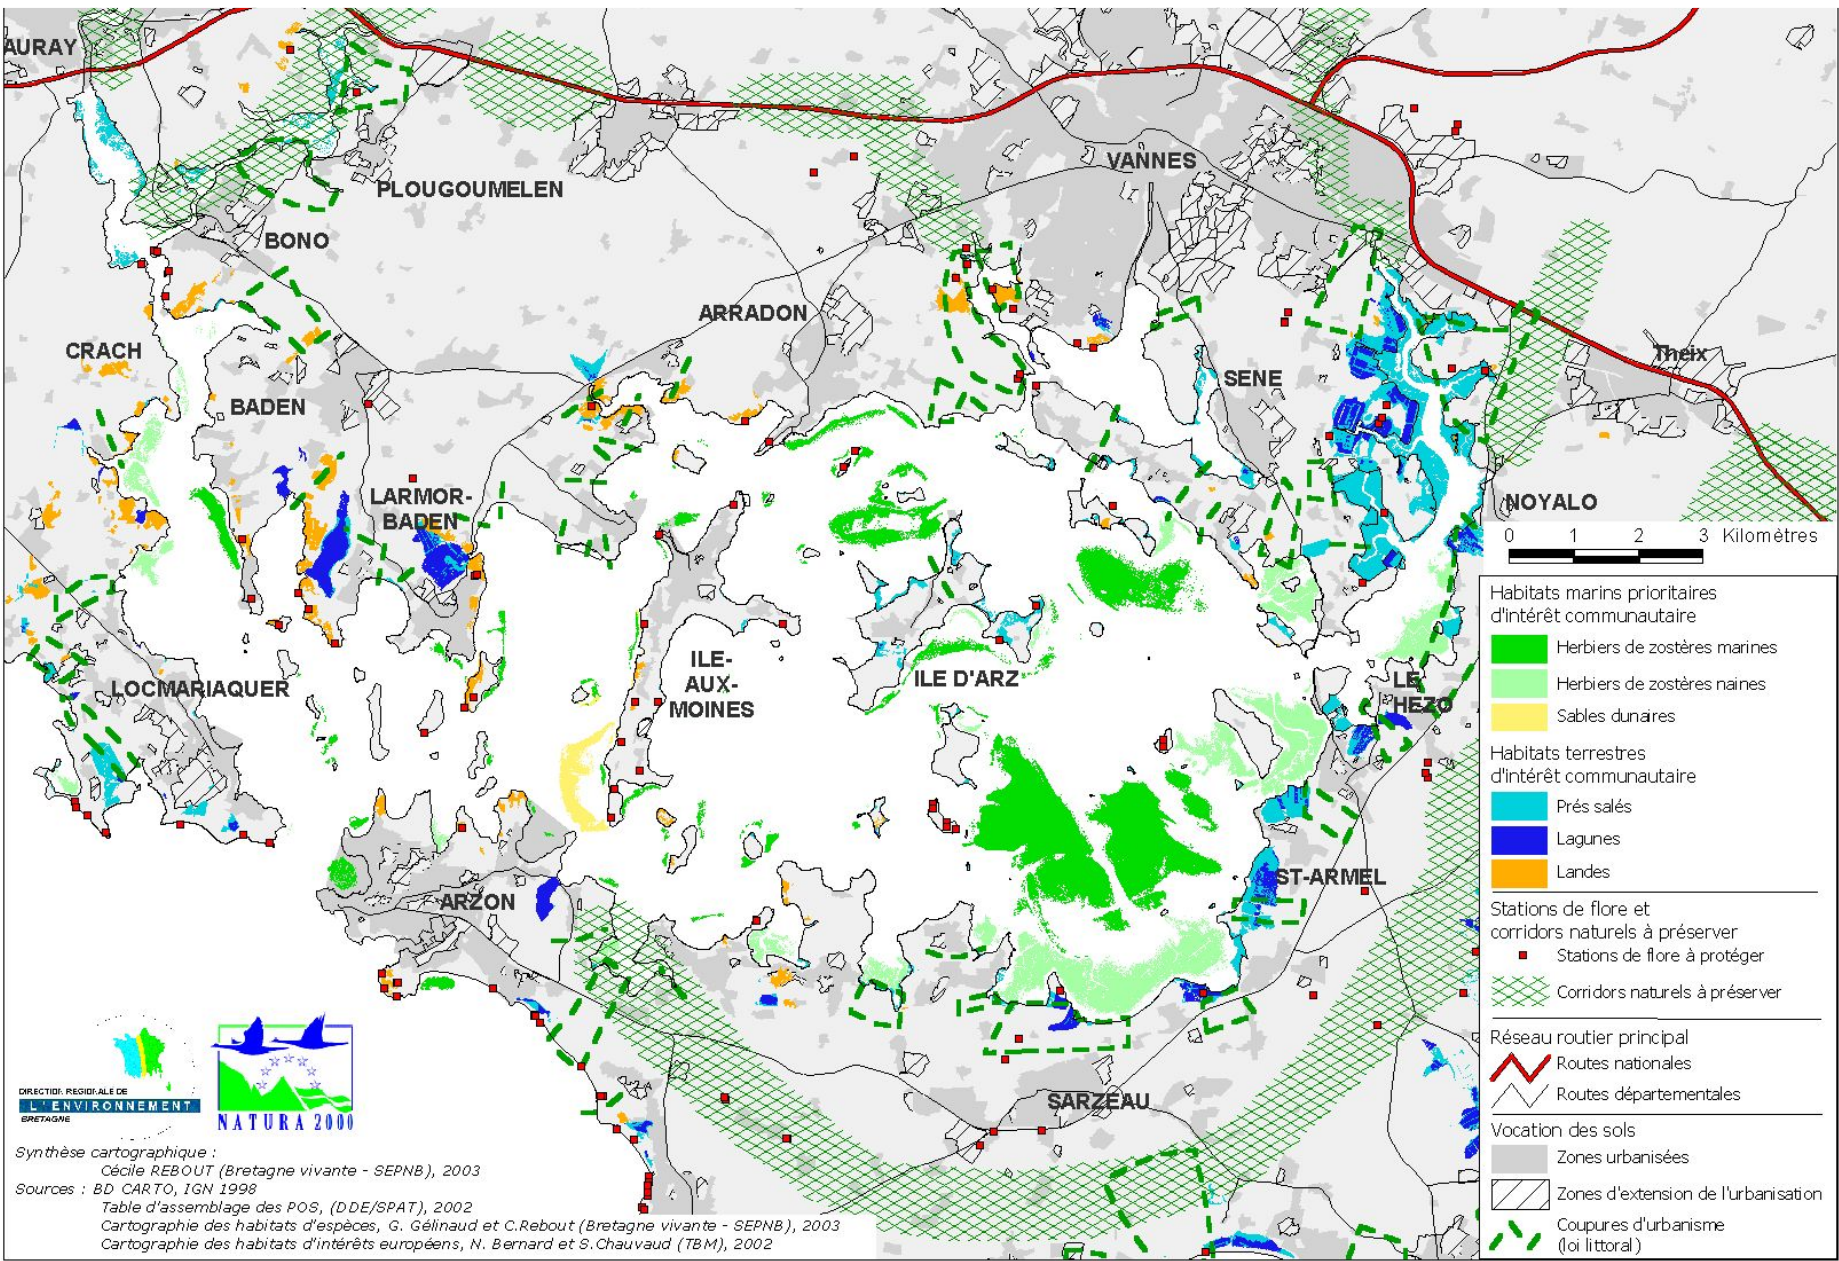 AURAY
VANNES
PLOUGOUMELEN
BONO
ARRADON
CRACH
Theix
SENE
BADEN
LARMOR-
BADEN
NOYALO
0 1 2 3 Kilomètres
ILE-
AUX-
MOINES
ILE D'ARZ
LE
HEZO
LOCMARIAQUER
ST-ARMEL
ARZON
SARZEAU
Habitats marins prioritaires
d'intérêt communautaire
Herbiers de zostères marines
Herbiers de zostères naines
Sables dunaires
Habitats terrestres
d'intérêt communautaire
Prés salés
Lagunes
Landes
Stations de flore et
corridors naturels à préserver
Stations de flore à protéger
Corridors naturels à préserver
Réseau routier principal
Routes nationales
Routes départementales
Vocation des sols
Zones urbanisées
Zones d'extension de l'urbanisation
Coupures d'urbanisme
(loi littoral)
DIRECTION REGIONALE DE
L'ENVIRONNEMENT
BRETAGNE
NATURA 2000
Synthèse cartographique :
Cécile REBOUT (Bretagne vivante - SEPNB), 2003
Sources : BD CARTO, IGN 1998
Table d'assemblage des POS, (DDE/SPAT), 2002
Cartographie des habitats d'espèces, G. Gélinaud et C.Rebout (Bretagne vivante - SEPNB), 2003
Cartographie des habitats d'intérêts européens, N. Bernard et S.Chauvaud (TBM), 2002